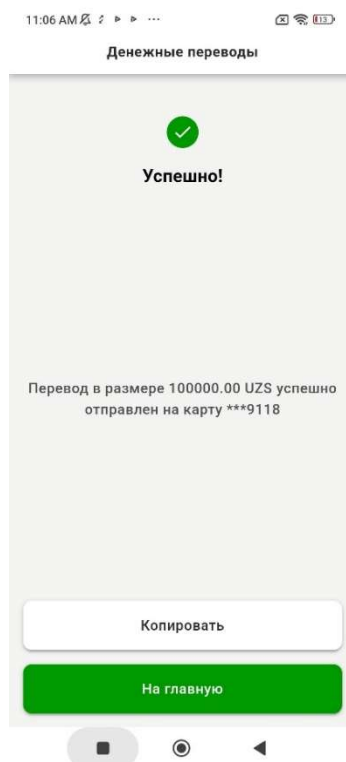 11:06 AM
13
Денежные переводы
Успешно!
Перевод в размере 100000.00 UZS успешно
отправлен на карту ***9118
Копировать
На главную